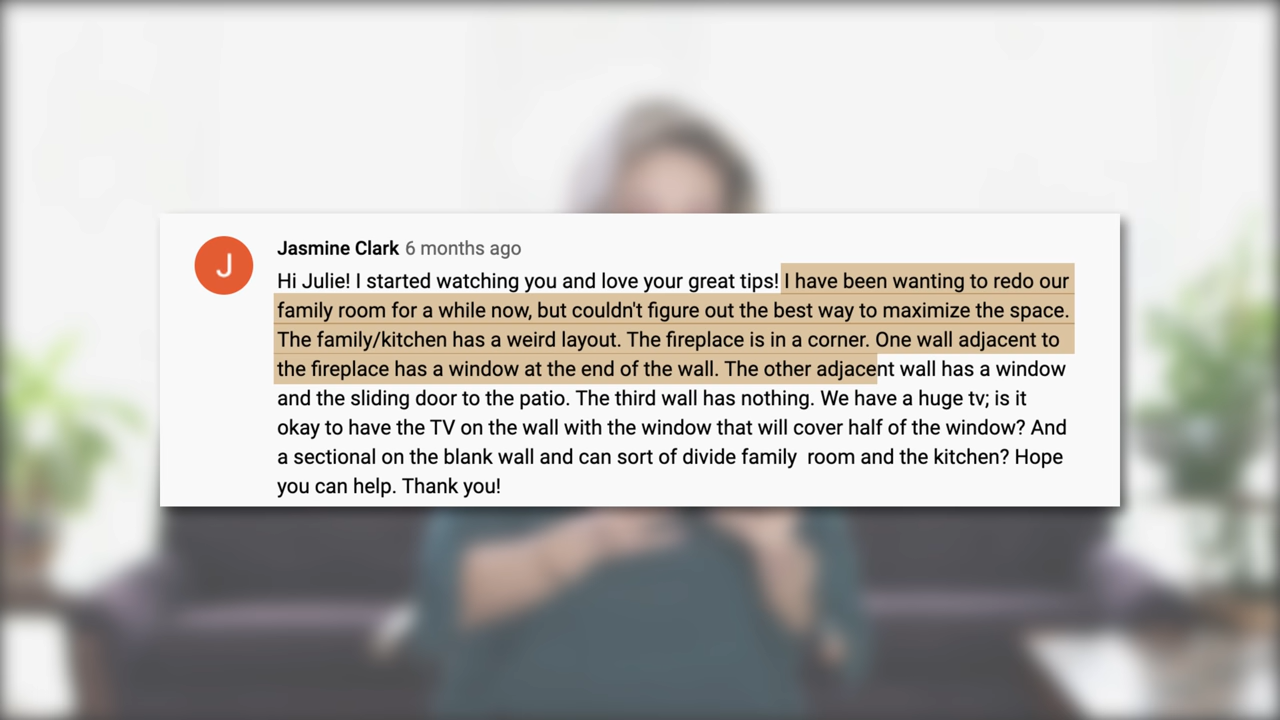 J
Jasmine Clark 6 months ago
Hi Julie! I started watching you and love your great tips! I have been wanting to redo our
family room for a while now, but couldn't figure out the best way to maximize the space.
The family/kitchen has a weird layout. The fireplace is in a corner. One wall adjacent to
the fireplace has a window at the end of the wall. The other adjacent wall has a window
and the sliding door to the patio. The third wall has nothing. We have a huge tv; is it
okay to have the TV on the wall with the window that will cover half of the window? And
a sectional on the blank wall and can sort of divide family  room and the kitchen? Hope
you can help. Thank you!